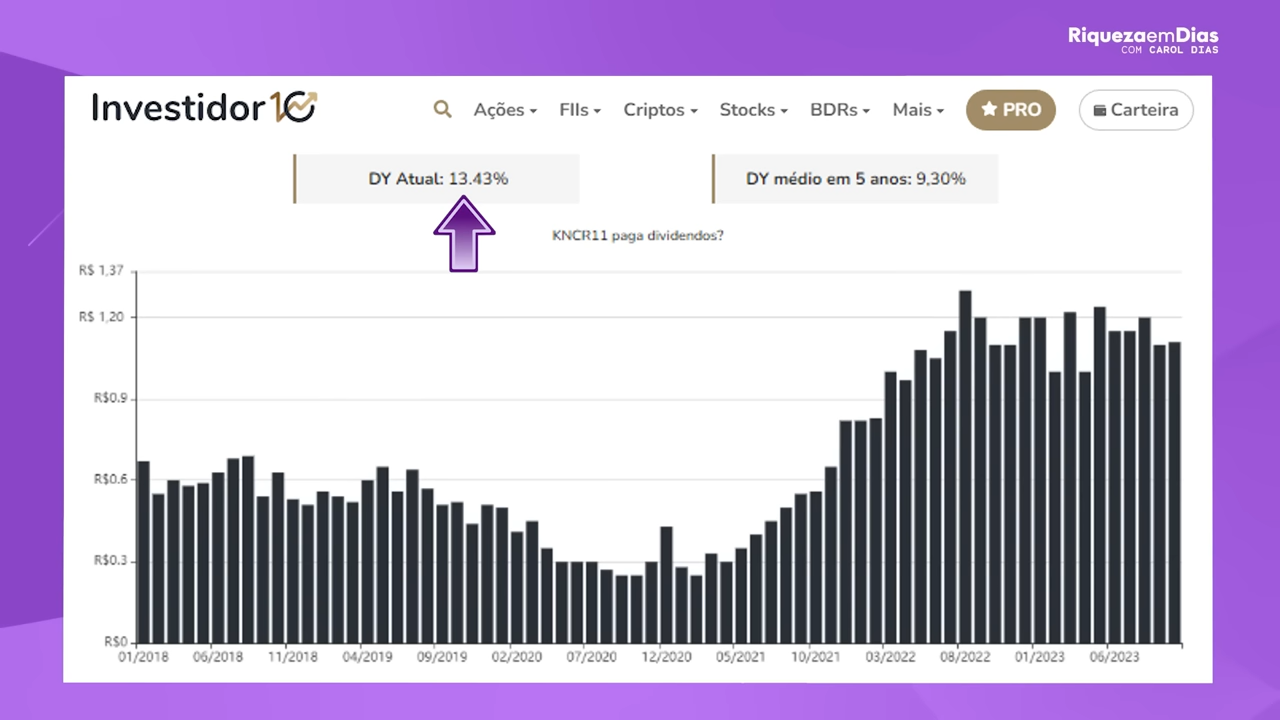 RiquezaemDias
COM CAROL DIAS
Investidor10
Ações
FIIs
Criptos
Stocks
BDRs
Mais
PRO
Carteira
DY Atual: 13.43%
DY médio em 5 anos: 9,30%
KNCR11 paga dividendos?
R$ 1,37
R$ 1,20
R$0.9
R$0.6
R$0.3
R$0
01/2018 06/2018 11/2018 04/2019 09/2019 02/2020 07/2020 12/2020 05/2021 10/2021 03/2022 08/2022 01/2023 06/2023